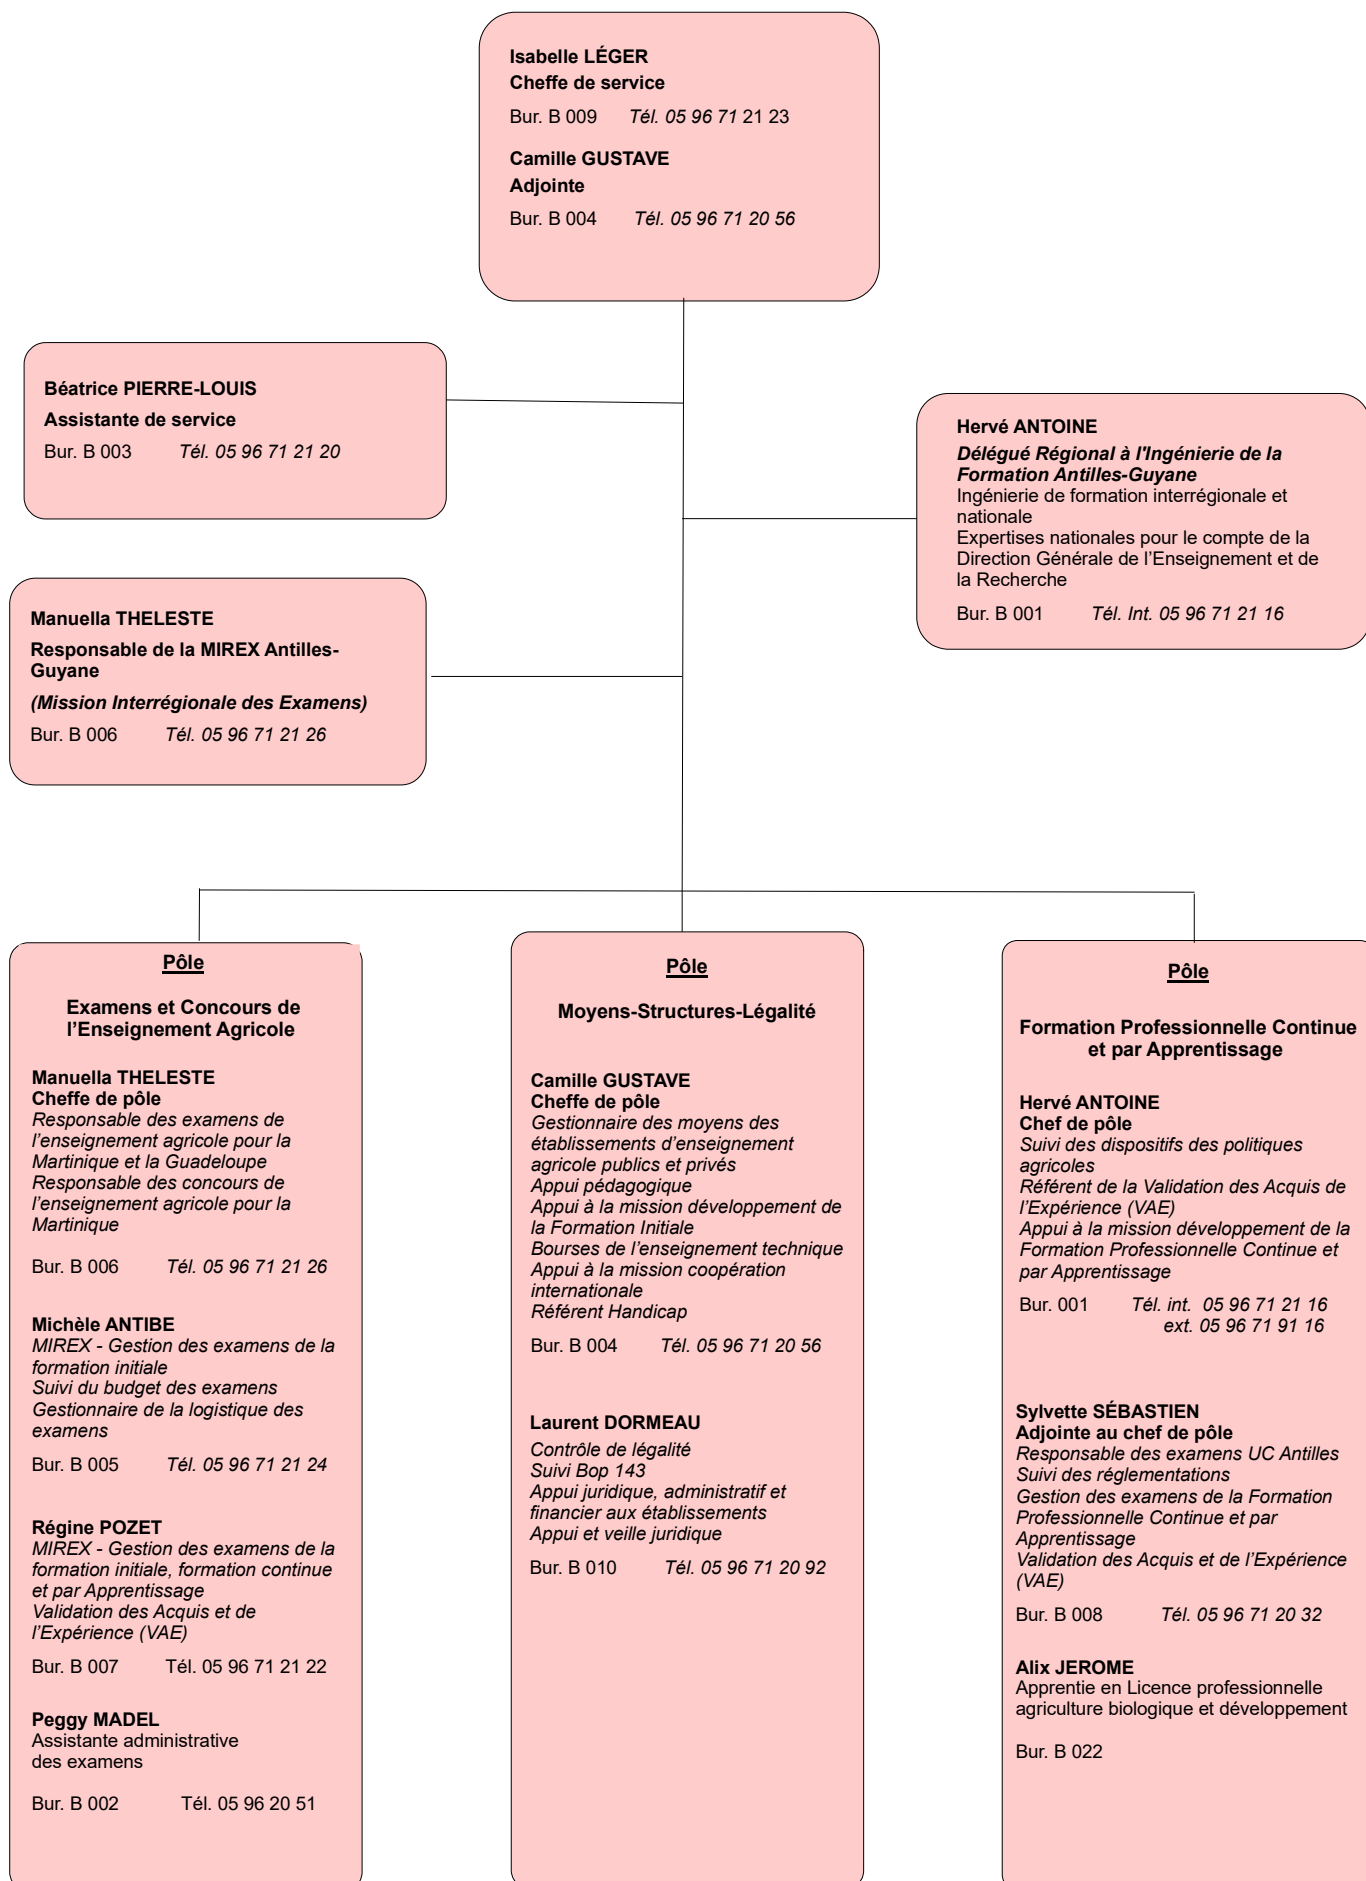 Isabelle LÉGER
Cheffe de service
Bur. B 009 Tél. 05 96 71 21 23
Camille GUSTAVE
Adjointe
Bur. B 004 Tél. 05 96 71 20 56
Béatrice PIERRE-LOUIS
Assistante de service
Bur. B 003 Tél. 05 96 71 21 20
Hervé ANTOINE
Délégué Régional à l'Ingénierie de la
Formation Antilles-Guyane
Ingénierie de formation interrégionale et
nationale
Expertises nationales pour le compte de la
Direction Générale de l’Enseignement et de
la Recherche
Bur. B 001 Tél. Int. 05 96 71 21 16
Manuella THELESTE
Responsable de la MIREX Antilles-
Guyane
(Mission Interrégionale des Examens)
Bur. B 006 Tél. 05 96 71 21 26
Pôle
Examens et Concours de
l’Enseignement Agricole
Manuella THELESTE
Cheffe de pôle
Responsable des examens de
l’enseignement agricole pour la
Martinique et la Guadeloupe
Responsable des concours de
l’enseignement agricole pour la
Martinique
Bur. B 006 Tél. 05 96 71 21 26
Michèle ANTIBE
MIREX - Gestion des examens de la
formation initiale
Suivi du budget des examens
Gestionnaire de la logistique des
examens
Bur. B 005 Tél. 05 96 71 21 24
Régine POZET
MIREX - Gestion des examens de la
formation initiale, formation continue
et par Apprentissage
Validation des Acquis et de
l’Expérience (VAE)
Bur. B 007 Tél. 05 96 71 21 22
Peggy MADEL
Assistante administrative
des examens
Bur. B 002 Tél. 05 96 20 51
Pôle
Moyens-Structures-Légalité
Camille GUSTAVE
Cheffe de pôle
Gestionnaire des moyens des
établissements d’enseignement
agricole publics et privés
Appui pédagogique
Appui à la mission développement de
la Formation Initiale
Bourses de l’enseignement technique
Appui à la mission coopération
internationale
Référent Handicap
Bur. B 004 Tél. 05 96 71 20 56
Laurent DORMEAU
Contrôle de légalité
Suivi Bop 143
Appui juridique, administratif et
financier aux établissements
Appui et veille juridique
Bur. B 010 Tél. 05 96 71 20 92
Pôle
Formation Professionnelle Continue
et par Apprentissage
Hervé ANTOINE
Chef de pôle
Suivi des dispositifs des politiques
agricoles
Référent de la Validation des Acquis de
l’Expérience (VAE)
Appui à la mission développement de la
Formation Professionnelle Continue et
par Apprentissage
Bur. 001 Tél. int. 05 96 71 21 16
ext. 05 96 71 91 16
Sylvette SÉBASTIEN
Adjointe au chef de pôle
Responsable des examens UC Antilles
Suivi des réglementations
Gestion des examens de la Formation
Professionnelle Continue et par
Apprentissage
Validation des Acquis et de l’Expérience
(VAE)
Bur. B 008 Tél. 05 96 71 20 32
Alix JEROME
Apprentie en Licence professionnelle
agriculture biologique et développement
Bur. B 022